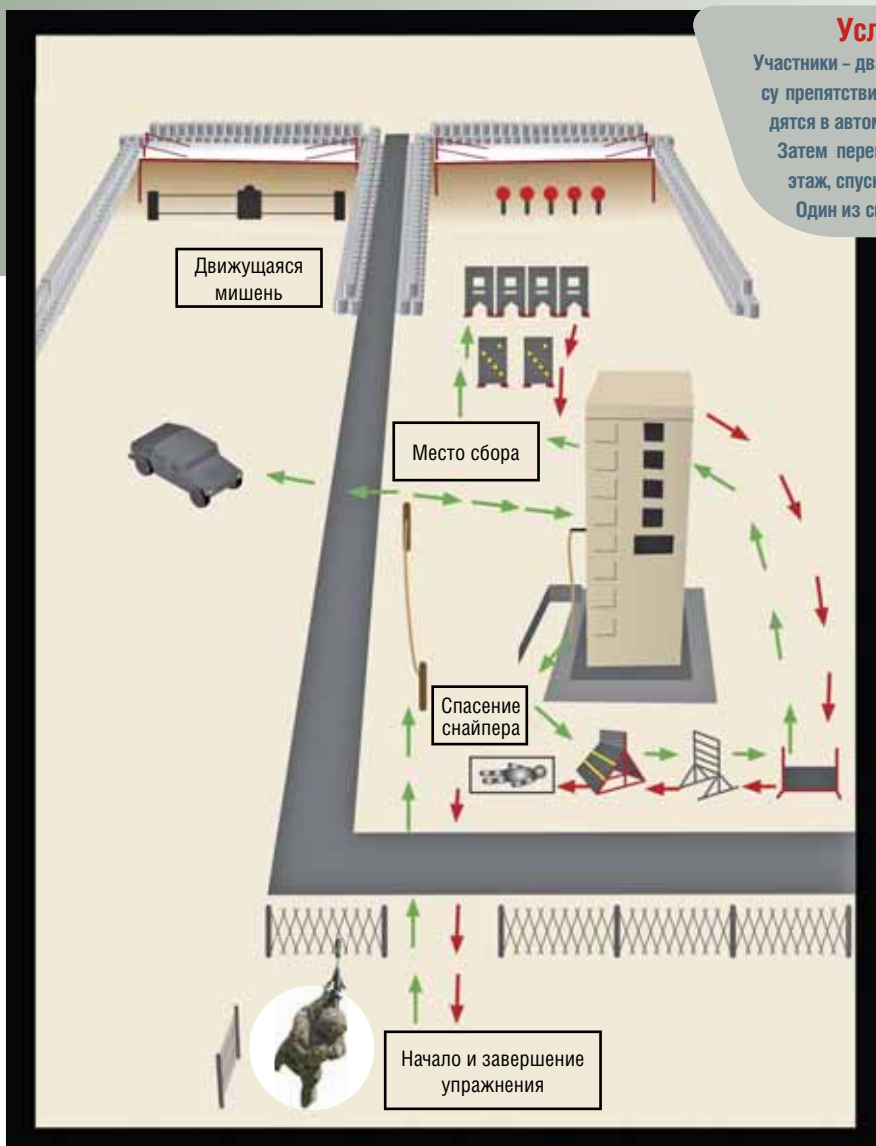 Усл
Участники – дв
су препятстви
дятся в автом
Затем пере
этаж, спуск
Один из с
Движущаяся
мишень
Место сбора
Спасение
снайпера
Начало и завершение
упражнения